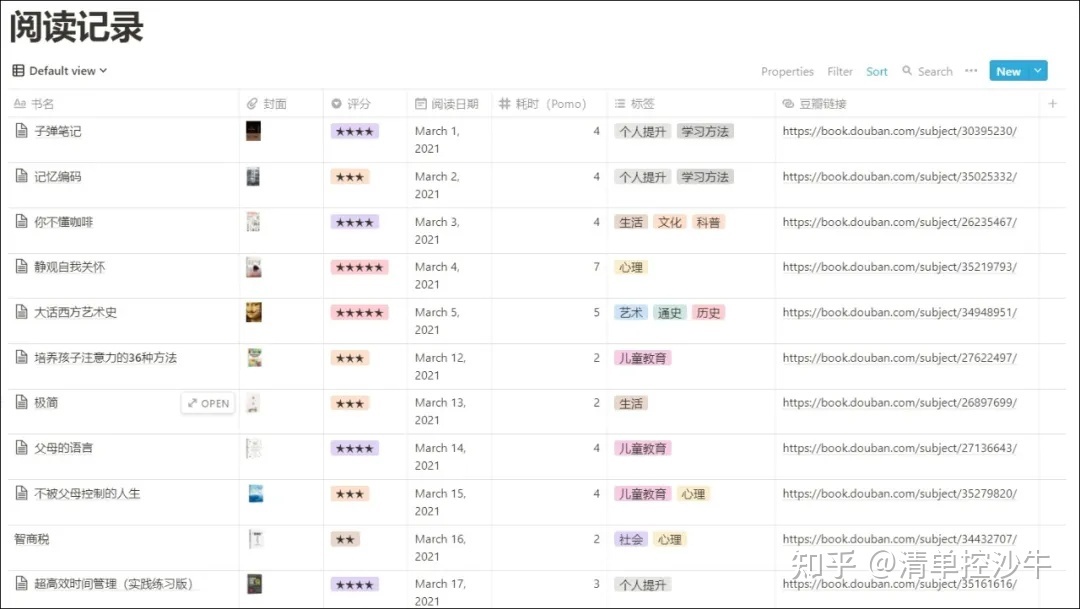 阅读记录
Default view
Properties Filter Sort Search ··· New
Aa 书名 封面 评分 阅读日期 # 耗时（Pomo） 标签 豆瓣链接 +
子弹笔记 ★★★★ March 1, 2021 4 个人提升 学习方法 https://book.douban.com/subject/30395230/
记忆编码 ★★★ March 2, 2021 4 个人提升 学习方法 https://book.douban.com/subject/35025332/
你不懂咖啡 ★★★★ March 3, 2021 4 生活 文化 科普 https://book.douban.com/subject/26235467/
静观自我关怀 ★★★★★ March 4, 2021 7 心理 https://book.douban.com/subject/35219793/
大话西方艺术史 ★★★★★ March 5, 2021 5 艺术 通史 历史 https://book.douban.com/subject/34948951/
培养孩子注意力的36种方法 ★★★ March 12, 2021 2 儿童教育 https://book.douban.com/subject/27622497/
极简 OPEN ★★★ March 13, 2021 2 生活 https://book.douban.com/subject/26897699/
父母的语言 ★★★★ March 14, 2021 4 儿童教育 https://book.douban.com/subject/27136643/
不被父母控制的人生 ★★★ March 15, 2021 4 儿童教育 心理 https://book.douban.com/subject/35279820/
智商税 ★★ March 16, 2021 2 社会 心理 https://book.douban.com/subject/34432707/
超高效时间管理（实践练习版） ★★★★ March 17, 2021 3 个人提升 https://book.douban.com/subject/35161616/
知乎 @清单控沙牛